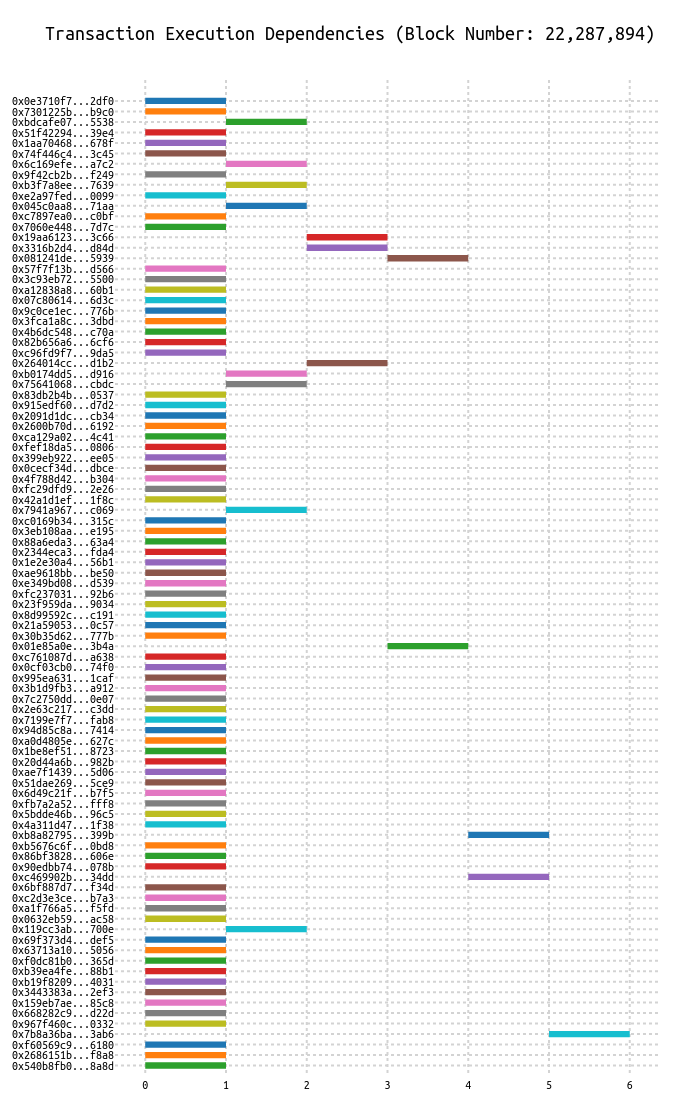 Transaction Execution Dependencies (Block Number: 22,287,894)
0x0e3710f7...2df0
0x7301225b...b9c0
0xbdcafe07...5538
0x51f42294...39e4
0x1aa70468...678f
0x74f446c4...3c45
0x6c169efe...a7c2
0x9f42cb2b...f249
0xb3f7a8ee...7639
0xe2a97fed...0099
0x045c0aa8...71aa
0xc7897ea0...c0bf
0x7060e448...7d7c
0x19aa6123...3c66
0x3316b2d4...d84d
0x081241de...5939
0x57f7f13b...d566
0x3c93eb72...5500
0xa12838a8...60b1
0x07c80614...6d3c
0x9c0ce1ec...776b
0x3fca1a8c...3dbd
0x4b6dc548...c70a
0x82b656a6...6cf6
0xc96fd9f7...9da5
0x264014cc...d1b2
0xb0174dd5...d916
0x75641068...cbdc
0x83db2b4b...0537
0x915edf60...d7d2
0x2091d1dc...cb34
0x2600b70d...6192
0xca129a02...4c41
0xfef18da5...0806
0x399eb922...ee05
0x0cecf34d...dbce
0x4f788d42...b304
0xfc29dfd9...2e26
0x42a1d1ef...1f8c
0x7941a967...c069
0xc0169b34...315c
0x3eb108aa...e195
0x88a6eda3...63a4
0x2344eca3...fda4
0x1e2e30a4...56b1
0xae9618bb...be50
0xe349bd08...d539
0xfc237031...92b6
0x23f959da...9034
0x8d99592c...c191
0x21a59053...0c57
0x30b35d62...777b
0x01e85a0e...3b4a
0xc761087d...a638
0x0cf03cb0...74f0
0x995ea631...1caf
0x3b1d9fb3...a912
0x7c2750dd...0e07
0x2e63c217...c3dd
0x7199e7f7...fab8
0x94d85c8a...7414
0xa0d4805e...627c
0x1be8ef51...8723
0x20d44a6b...982b
0xae7f1439...5d06
0x51dae269...5ce9
0x6d49c21f...b7f5
0xfb7a2a52...fff8
0x5bdde46b...96c5
0x4a311d47...1f38
0xb8a82795...399b
0xb5676c6f...0bd8
0x86bf3828...606e
0x90edbb74...078b
0xc469902b...34dd
0x6bf887d7...f34d
0xc2d3e3ce...b7a3
0xa1f766a5...f5fd
0x0632eb59...ac58
0x119cc3ab...700e
0x69f373d4...def5
0x63713a10...5056
0xf0dc81b0...365d
0xb39ea4fe...88b1
0xb19f8209...4031
0x3443383a...2ef3
0x159eb7ae...85c8
0x668282c9...d22d
0x967f460c...0332
0x7b8a36ba...3ab6
0xf60569c9...6180
0x2686151b...f8a8
0x540b8fb0...8a8d
0 1 2 3 4 5 6